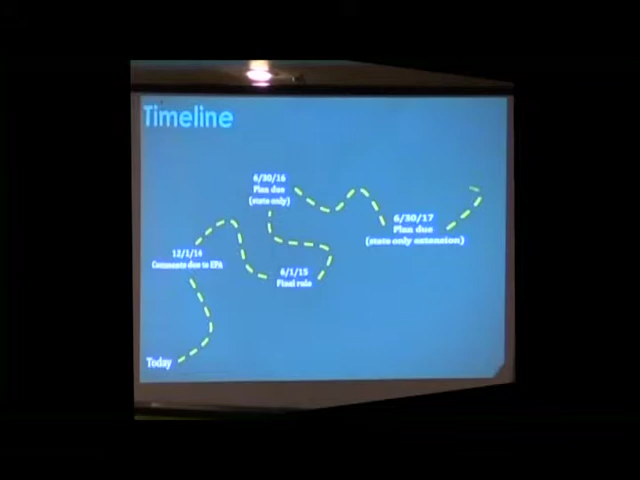 Timeline
6/30/16
Plan due
(state only)
6/30/17
Plan due
(state only extension)
12/1/14
Comments due to EPA
6/1/15
Final rule
Today